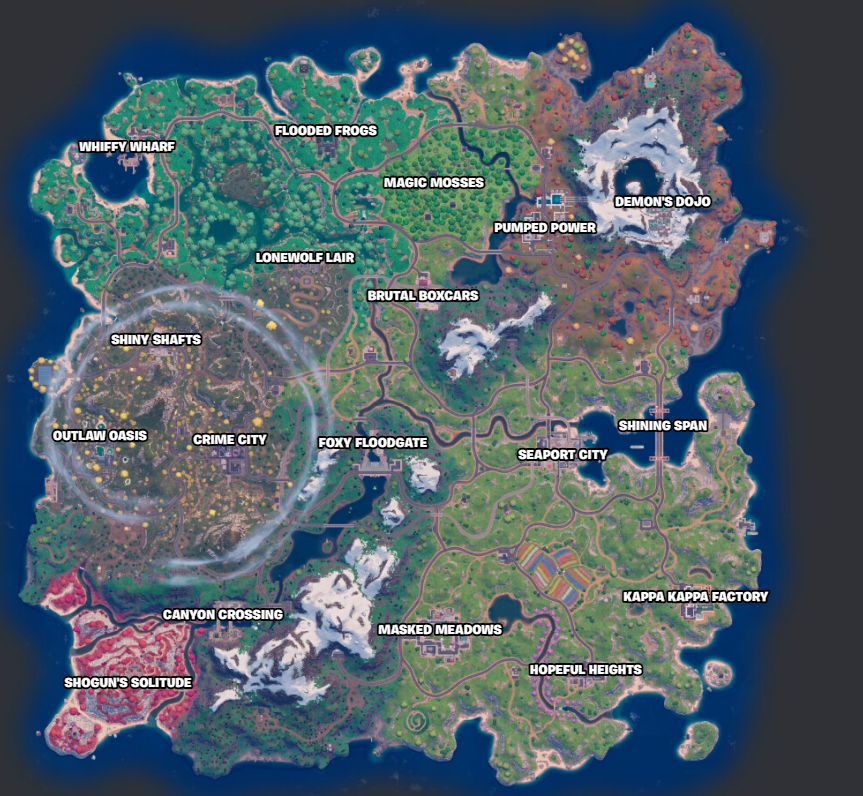 FLOODED FROGS
WHIFFY WHARF
MAGIC MOSSES
DEMON'S DOJO
PUMPED POWER
LONEWOLF LAIR
BRUTAL BOXCARS
SHINY SHAFTS
SHINING SPAN
OUTLAW OASIS
CRIME CITY
FOXY FLOODGATE
SEAPORT CITY
KAPPA KAPPA FACTORY
CANYON CROSSING
MASKED MEADOWS
HOPEFUL HEIGHTS
SHOGUN'S SOLITUDE